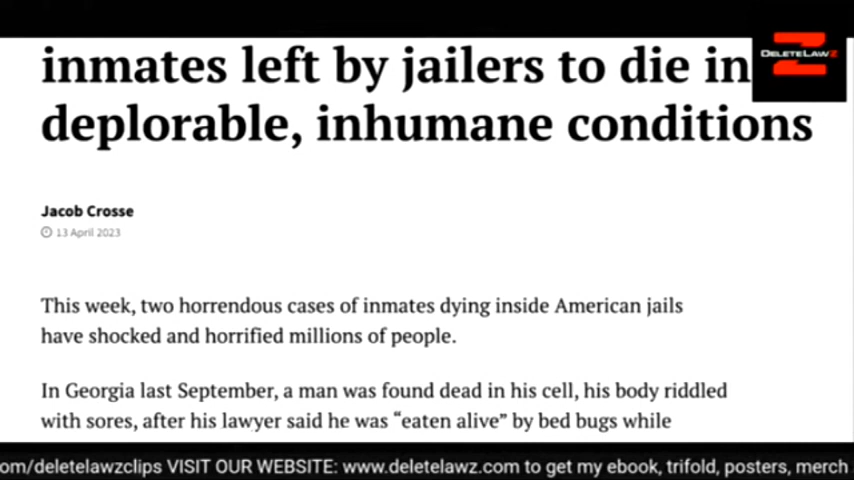 inmates left by jailers to die in
deplorable, inhumane conditions
DELETELAWZ
Jacob Crosse
13 April 2023
This week, two horrendous cases of inmates dying inside American jails
have shocked and horrified millions of people.
In Georgia last September, a man was found dead in his cell, his body riddled
with sores, after his lawyer said he was “eaten alive” by bed bugs while
om/deletelawzclips VISIT OUR WEBSITE: www.deletelawz.com to get my ebook, trifold, posters, merch